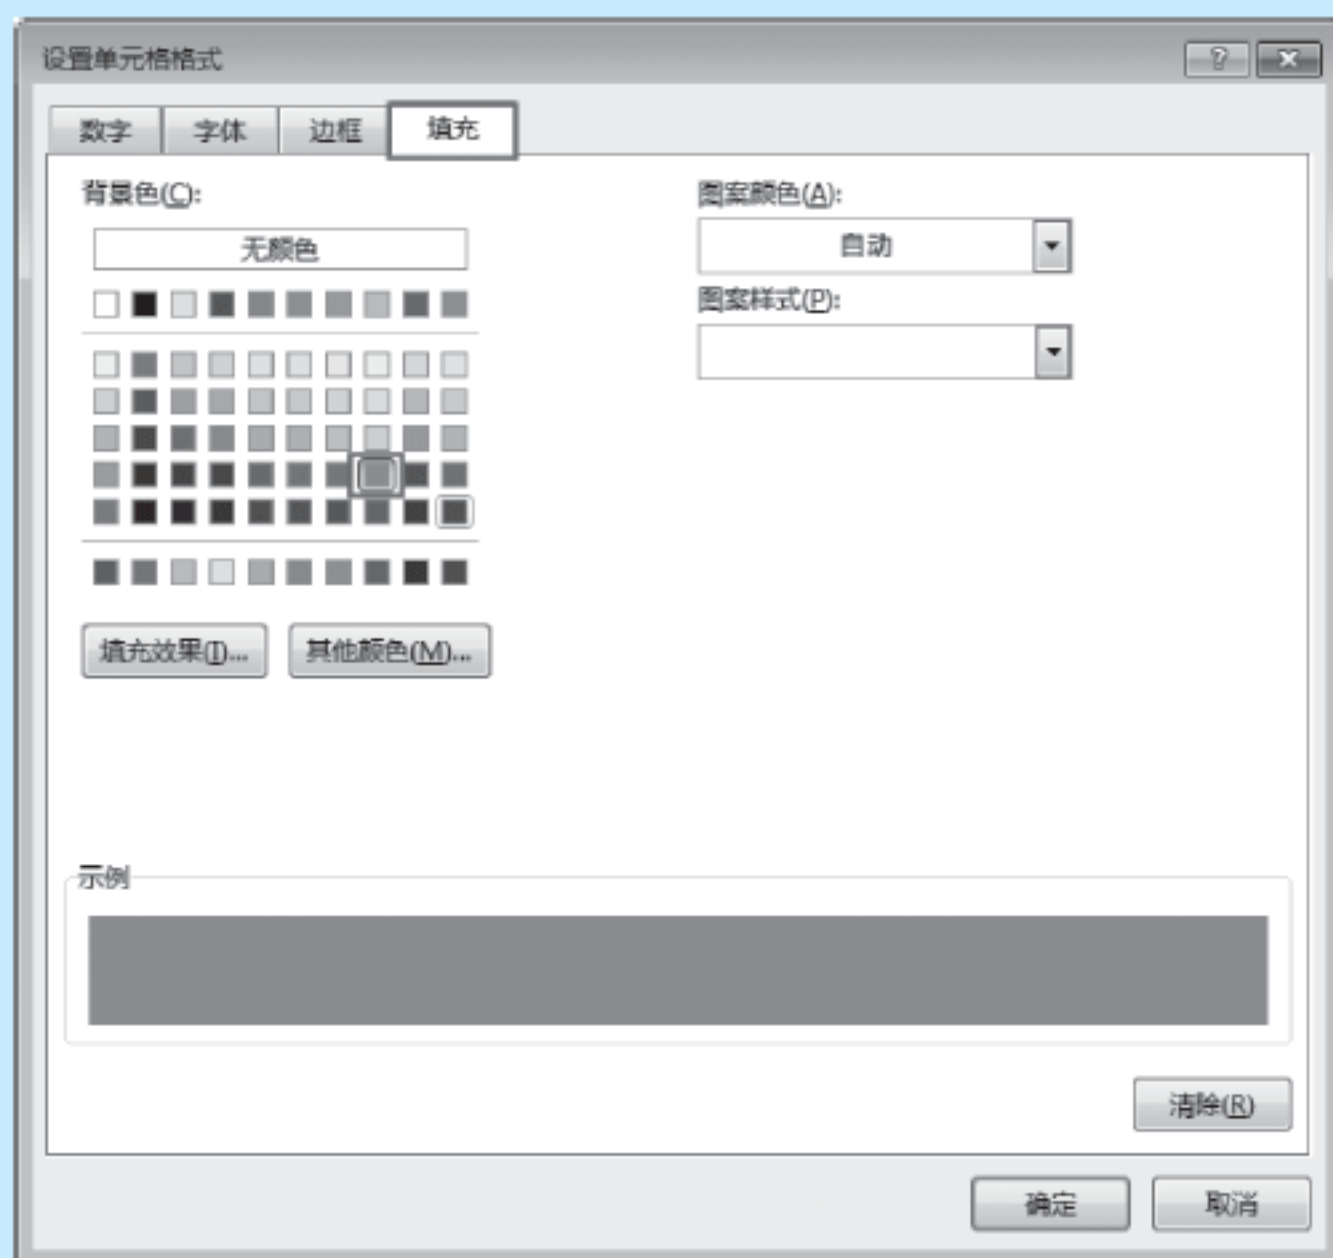 设置单元格格式
数字 字体 边框 填充
背景色(C):
无颜色
图案颜色(A):
自动
图案样式(P):
填充效果(I)... 其他颜色(M)...
示例
清除(R)
确定 取消